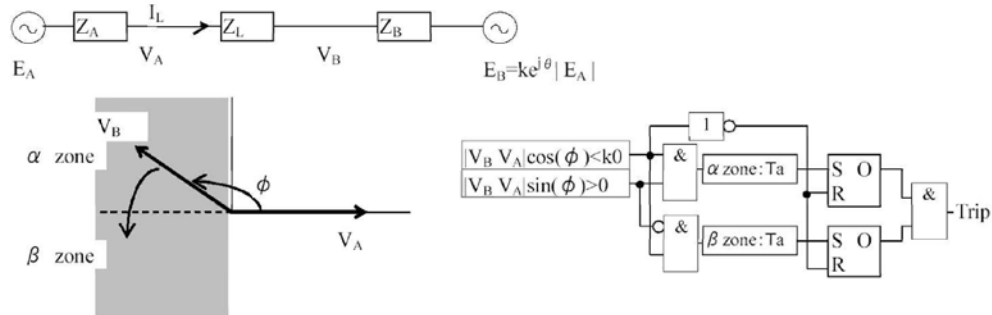 Z_A I_L Z_L Z_B
V_A V_B
E_A E_B=ke^{jθ}|E_A|
V_B
α zone
ϕ
V_A
β zone
1
|V_B V_A|cos(ϕ)<k0
|V_B V_A|sin(ϕ)>0
&
α zone:Ta
S O
R
&
Trip
&
β zone:Ta
S O
R